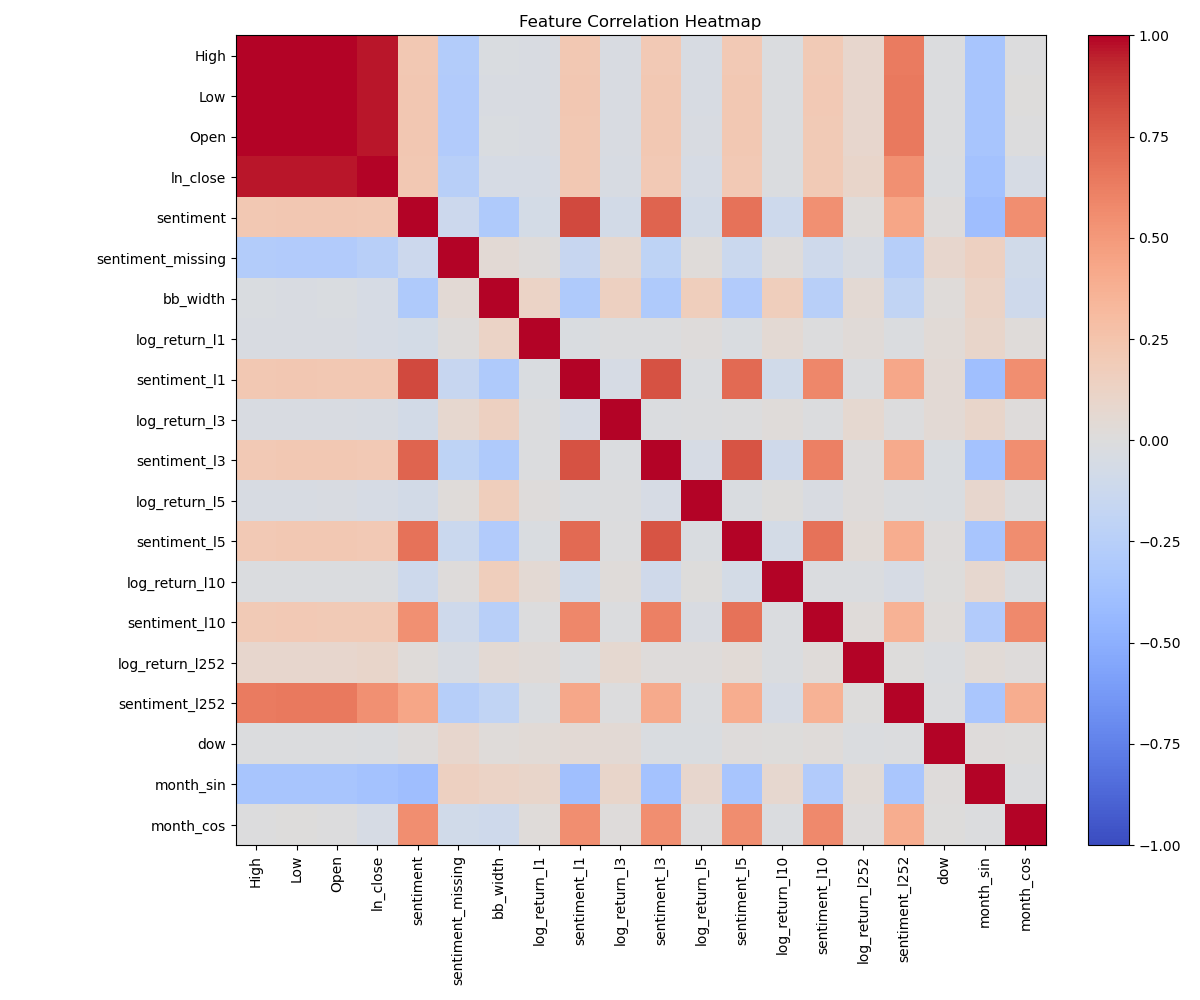 Feature Correlation Heatmap
High
Low
Open
ln_close
sentiment
sentiment_missing
bb_width
log_return_l1
sentiment_l1
log_return_l3
sentiment_l3
log_return_l5
sentiment_l5
log_return_l10
sentiment_l10
log_return_l252
sentiment_l252
dow
month_sin
month_cos
High
Low
Open
ln_close
sentiment
sentiment_missing
bb_width
log_return_l1
sentiment_l1
log_return_l3
sentiment_l3
log_return_l5
sentiment_l5
log_return_l10
sentiment_l10
log_return_l252
sentiment_l252
dow
month_sin
month_cos
1.00
0.75
0.50
0.25
0.00
−0.25
−0.50
−0.75
−1.00